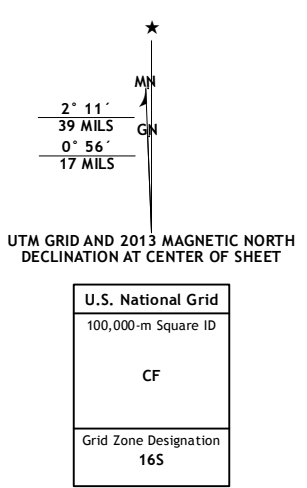 MN
2° 11´
39 MILS
GN
0° 56´
17 MILS
UTM GRID AND 2013 MAGNETIC NORTH
DECLINATION AT CENTER OF SHEET
U.S. National Grid
100,000-m Square ID
CF
Grid Zone Designation
16S